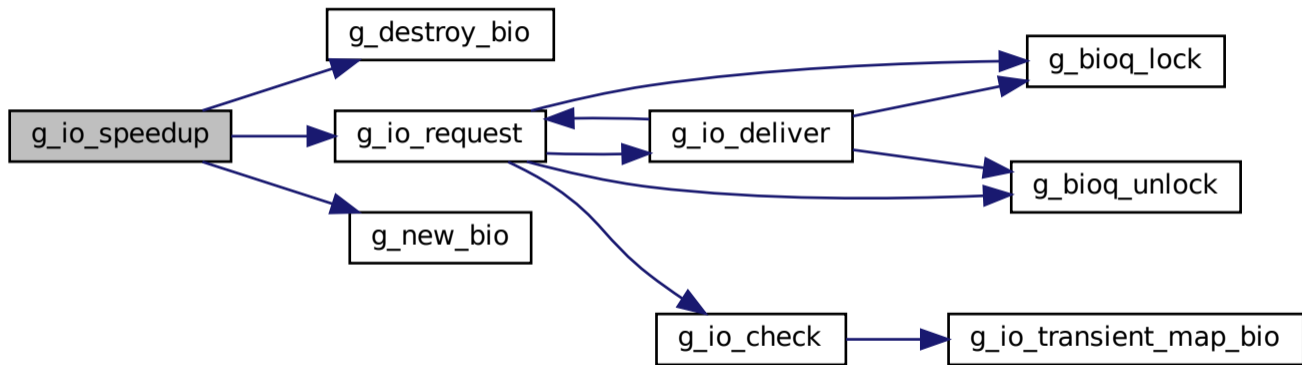 g_destroy_bio
g_bioq_lock
g_io_speedup
g_io_request
g_io_deliver
g_bioq_unlock
g_new_bio
g_io_check
g_io_transient_map_bio